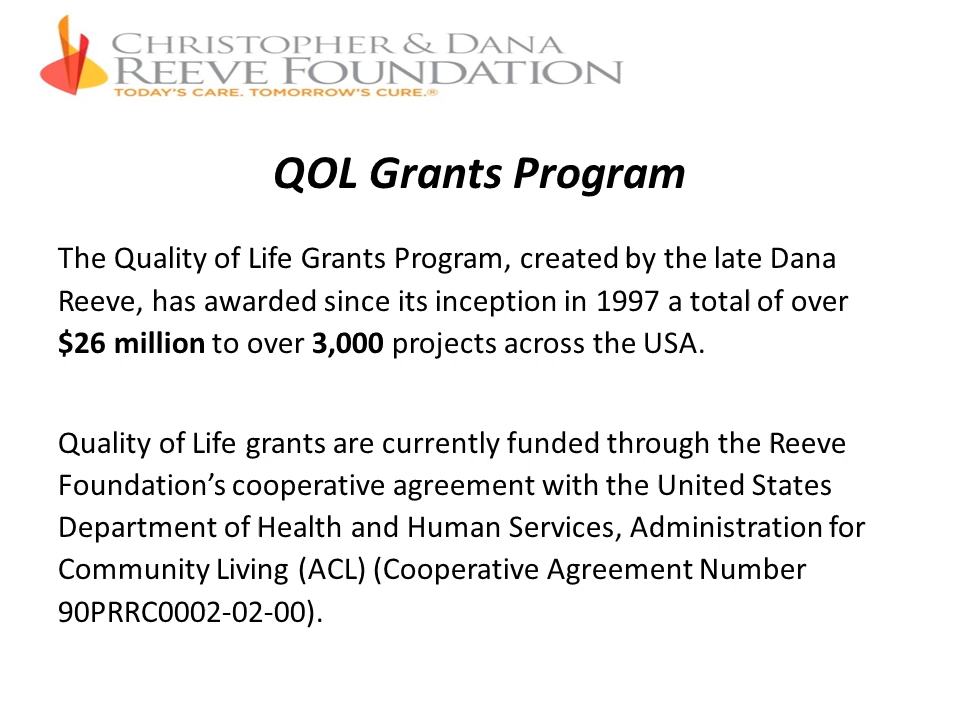 CHRISTOPHER & DANA
REEVE FOUNDATION
TODAY'S CARE. TOMORROW'S CURE.®
QOL Grants Program
The Quality of Life Grants Program, created by the late Dana
Reeve, has awarded since its inception in 1997 a total of over
$26 million to over 3,000 projects across the USA.
Quality of Life grants are currently funded through the Reeve
Foundation’s cooperative agreement with the United States
Department of Health and Human Services, Administration for
Community Living (ACL) (Cooperative Agreement Number
90PRRC0002-02-00).